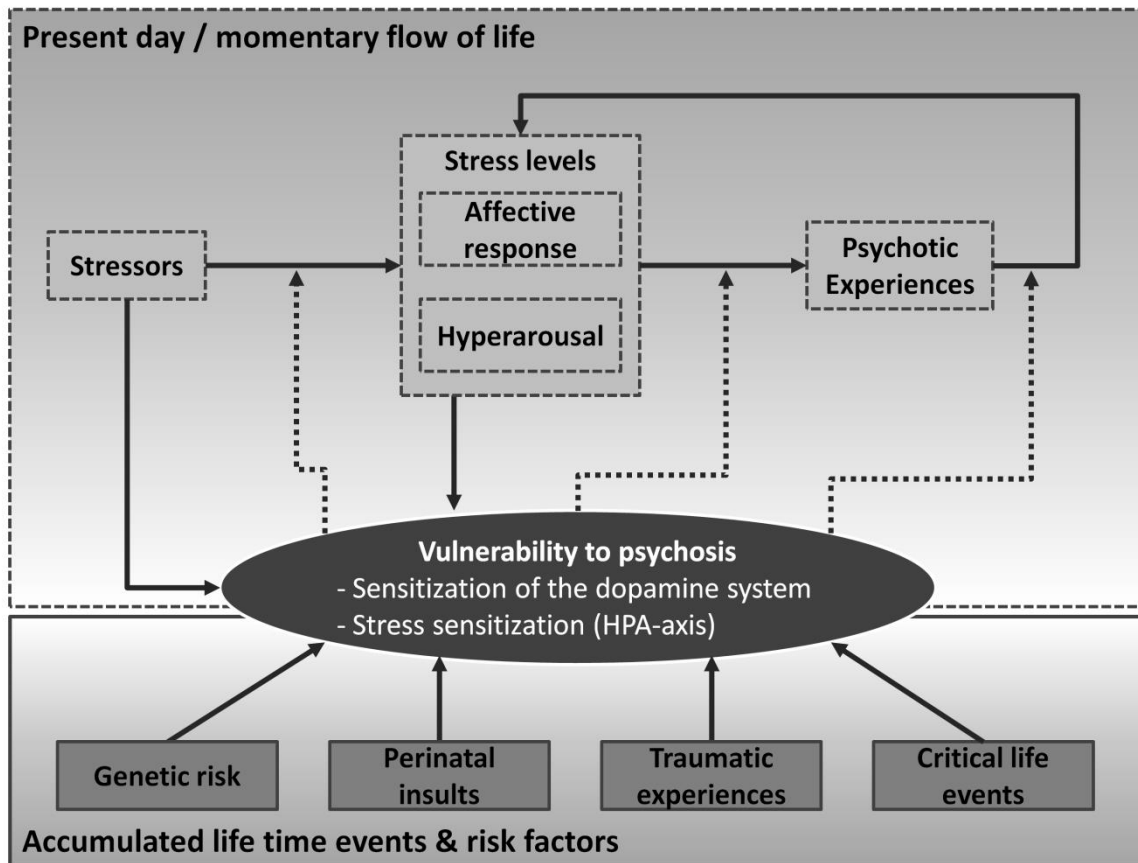 Present day / momentary flow of life
Stress levels
Affective
response
Stressors
Psychotic
Experiences
Hyperarousal
Vulnerability to psychosis
- Sensitization of the dopamine system
- Stress sensitization (HPA-axis)
Genetic risk
Perinatal
insults
Traumatic
experiences
Critical life
events
Accumulated life time events & risk factors